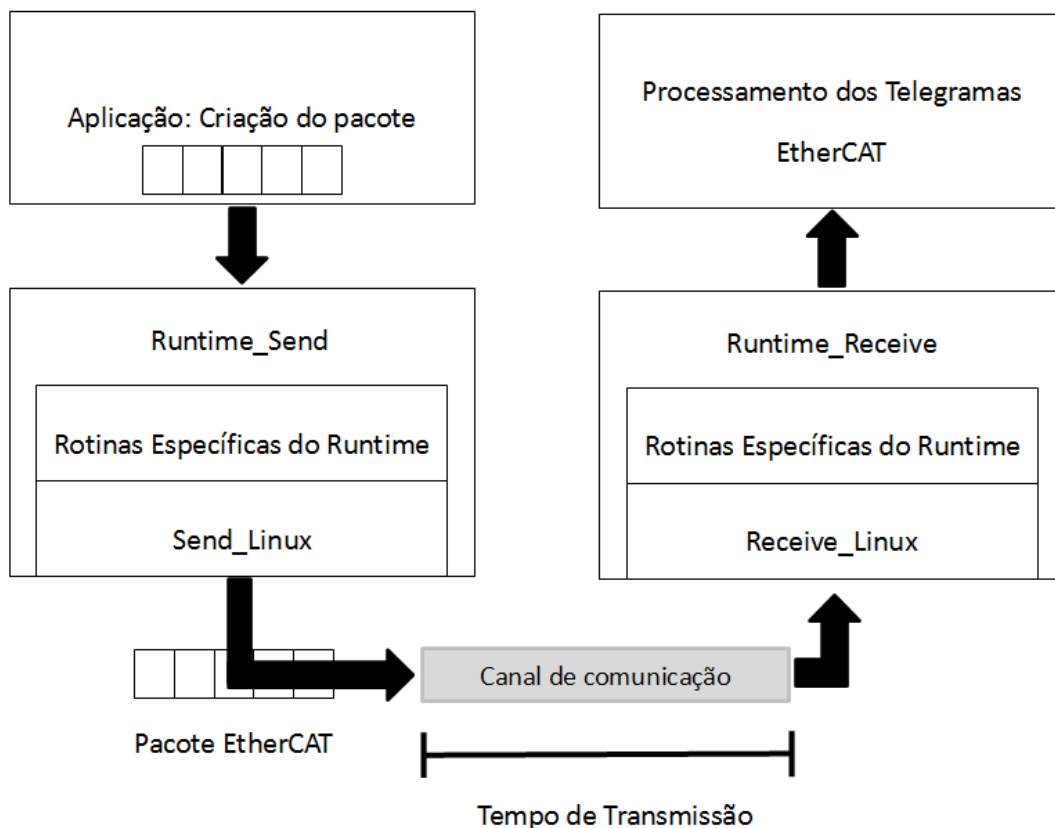 Aplicação: Criação do pacote
Runtime_Send
Rotinas Específicas do Runtime
Send_Linux
Pacote EtherCAT
Canal de comunicação
Tempo de Transmissão
Processamento dos Telegramas
EtherCAT
Runtime_Receive
Rotinas Específicas do Runtime
Receive_Linux